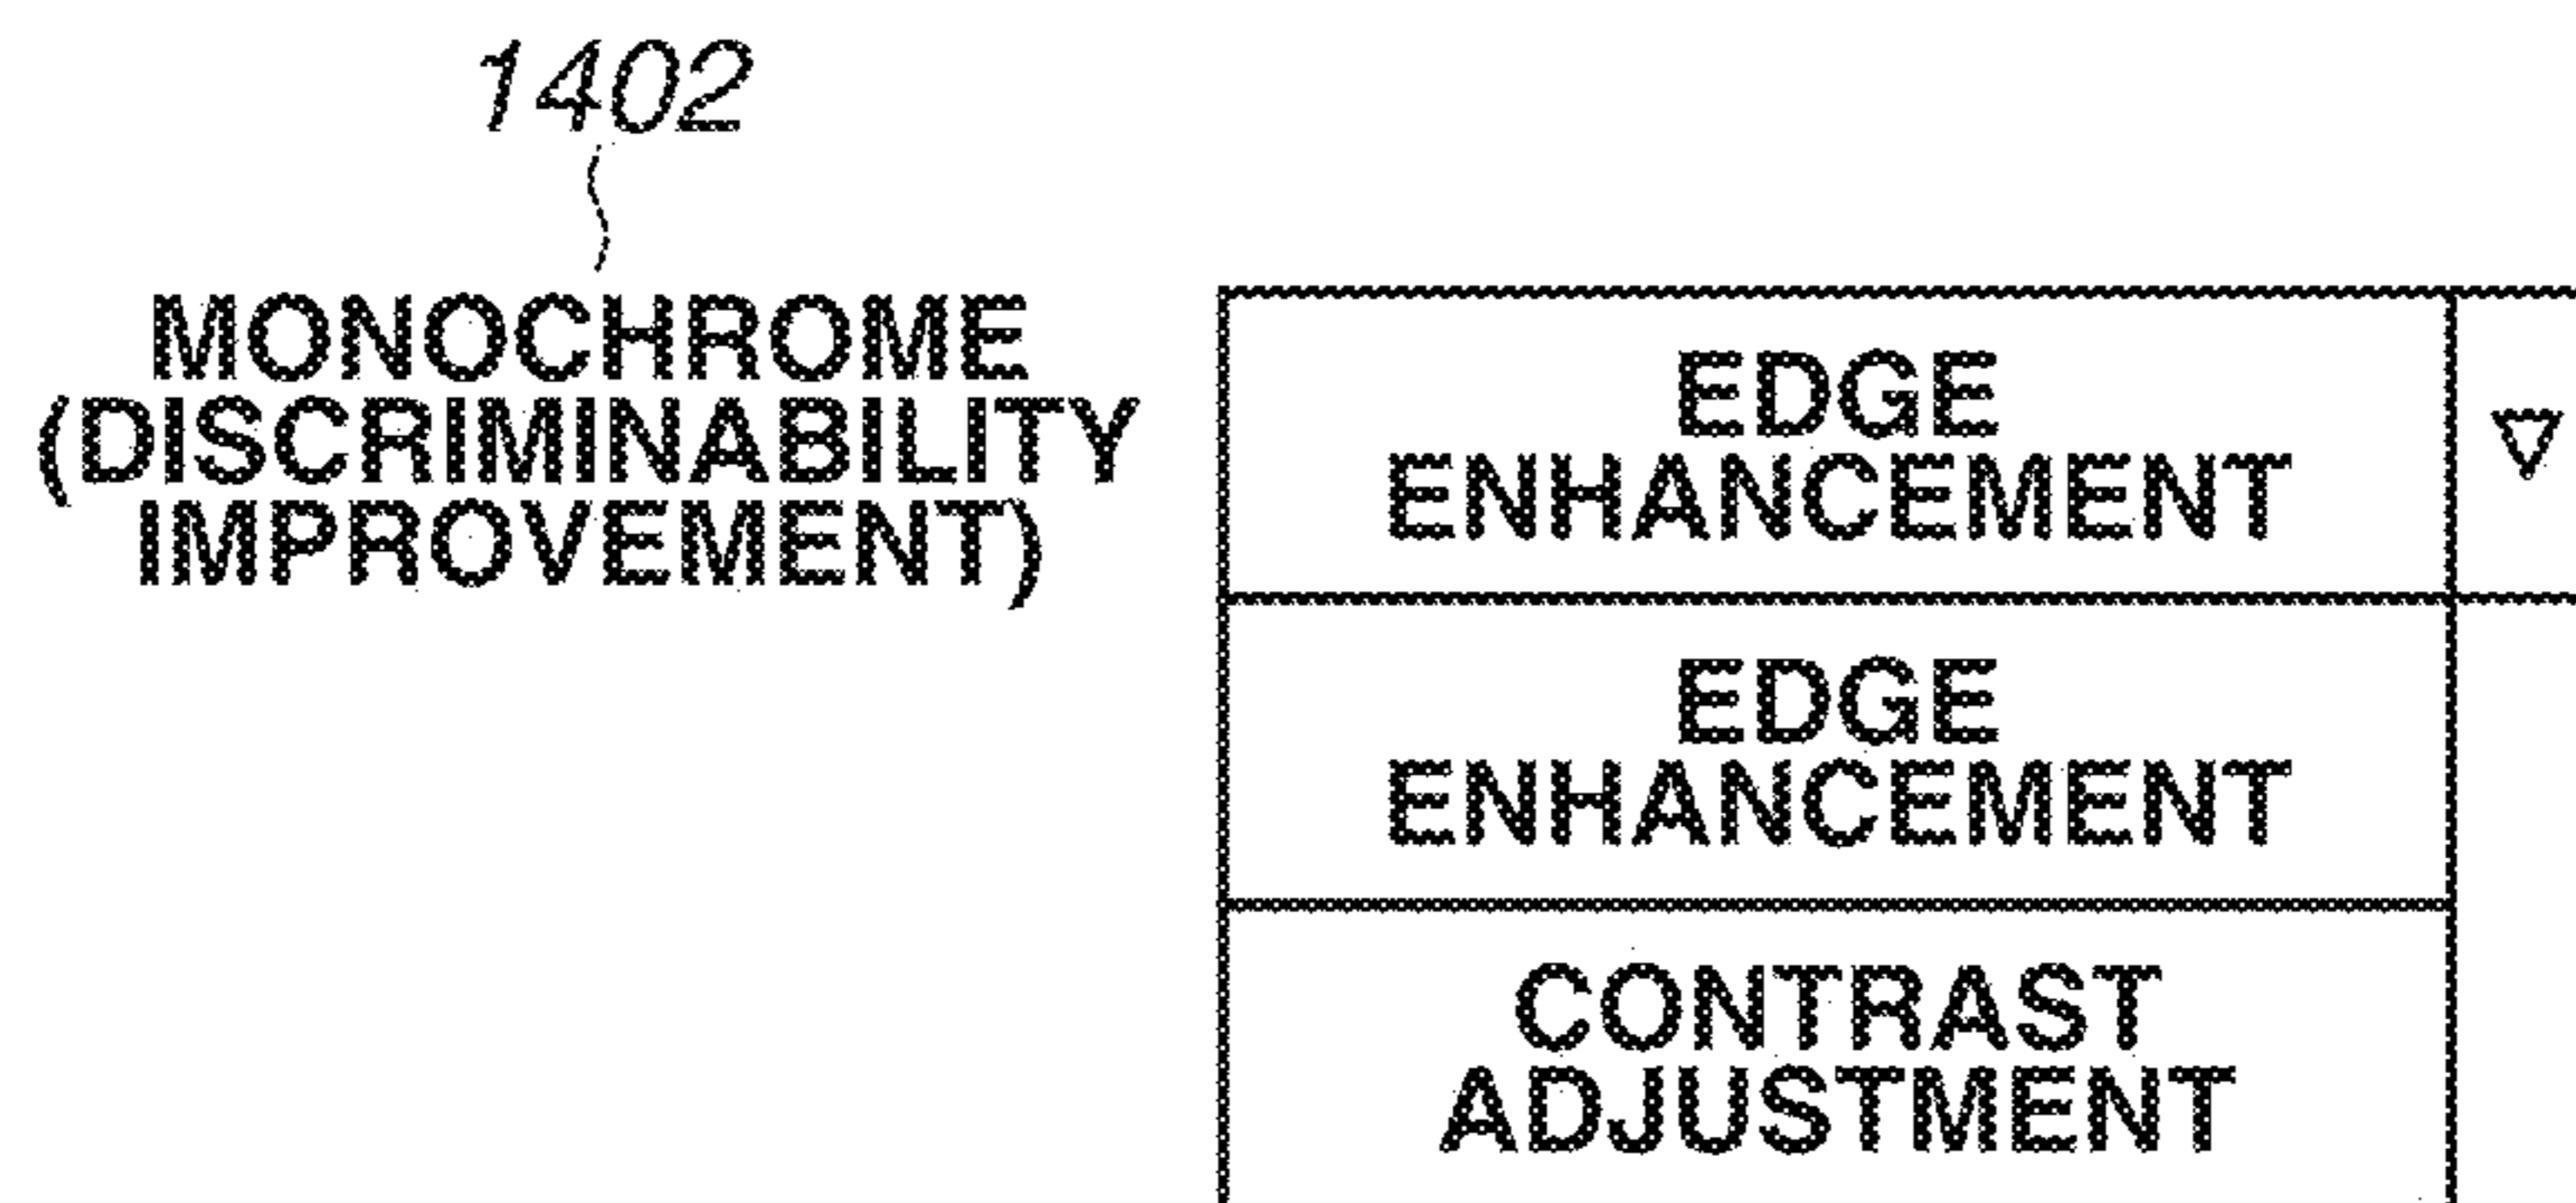 1402
MONOCHROME
(DISCRIMINABILITY
IMPROVEMENT)
EDGE
ENHANCEMENT
EDGE
ENHANCEMENT
CONTRAST
ADJUSTMENT